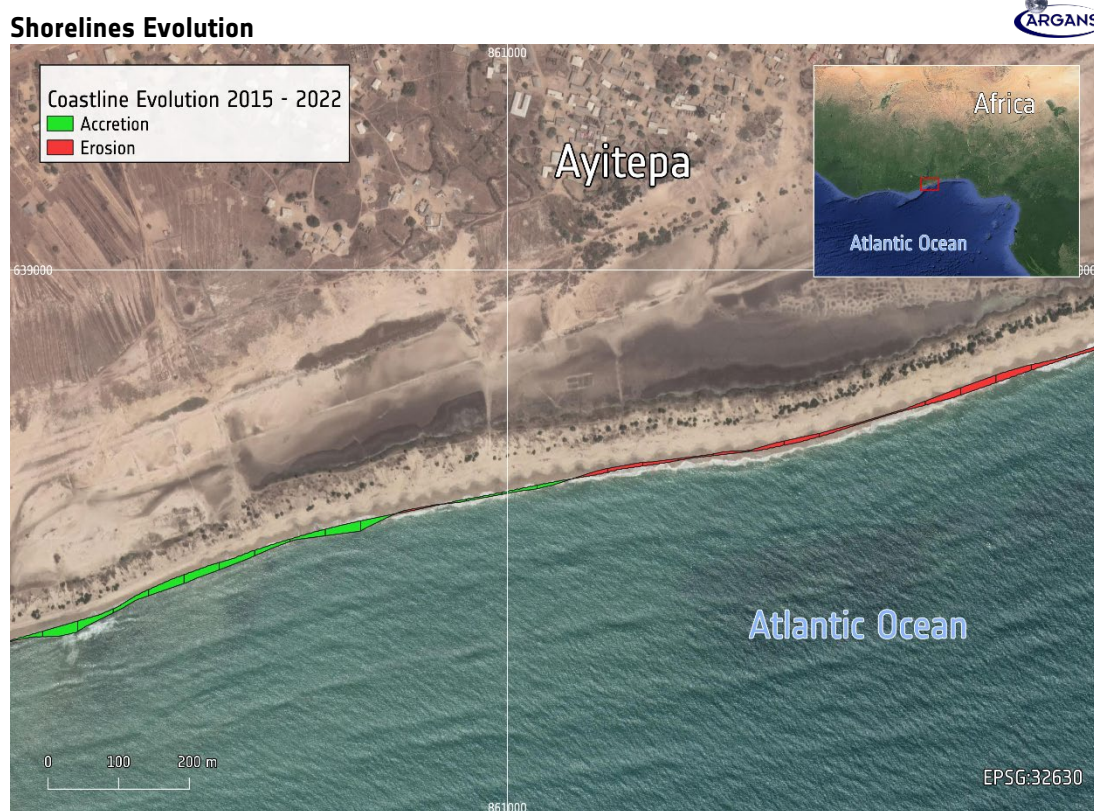 Shorelines Evolution
ARGANS
861000
Coastline Evolution 2015 - 2022
Accretion
Erosion
Africa
Atlantic Ocean
Ayitepa
639000
Atlantic Ocean
0 100 200 m
EPSG:32630
861000